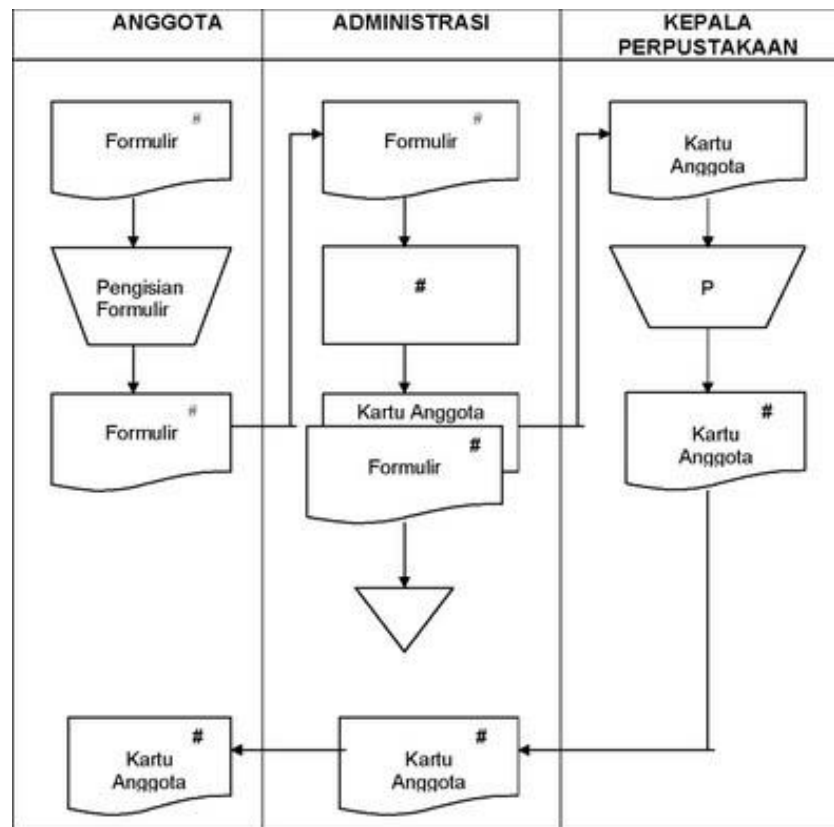 ANGGOTA
ADMINISTRASI
KEPALA
PERPUSTAKAAN
#
Formulir
Pengisian
Formulir
#
Formulir
#
Formulir
#
Kartu Anggota
#
Formulir
Kartu
Anggota
P
#
Kartu
Anggota
#
Kartu
Anggota
#
Kartu
Anggota